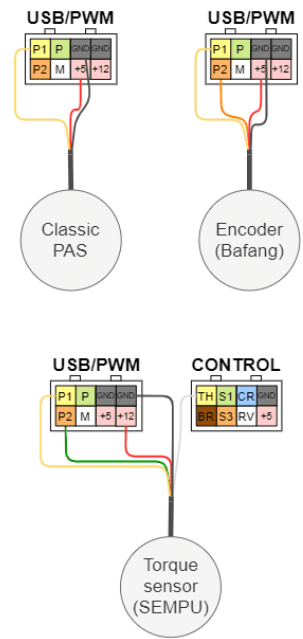 USB/PWM USB/PWM
P1 P GND GND P1 P GND GND
P2 M +5 +12 P2 M +5 +12
Classic Encoder
PAS (Bafang)
USB/PWM CONTROL
P1 P GND GND TH S1 CR GND
P2 M +5 +12 BR S3 RV +5
Torque
sensor
(SEMPU)